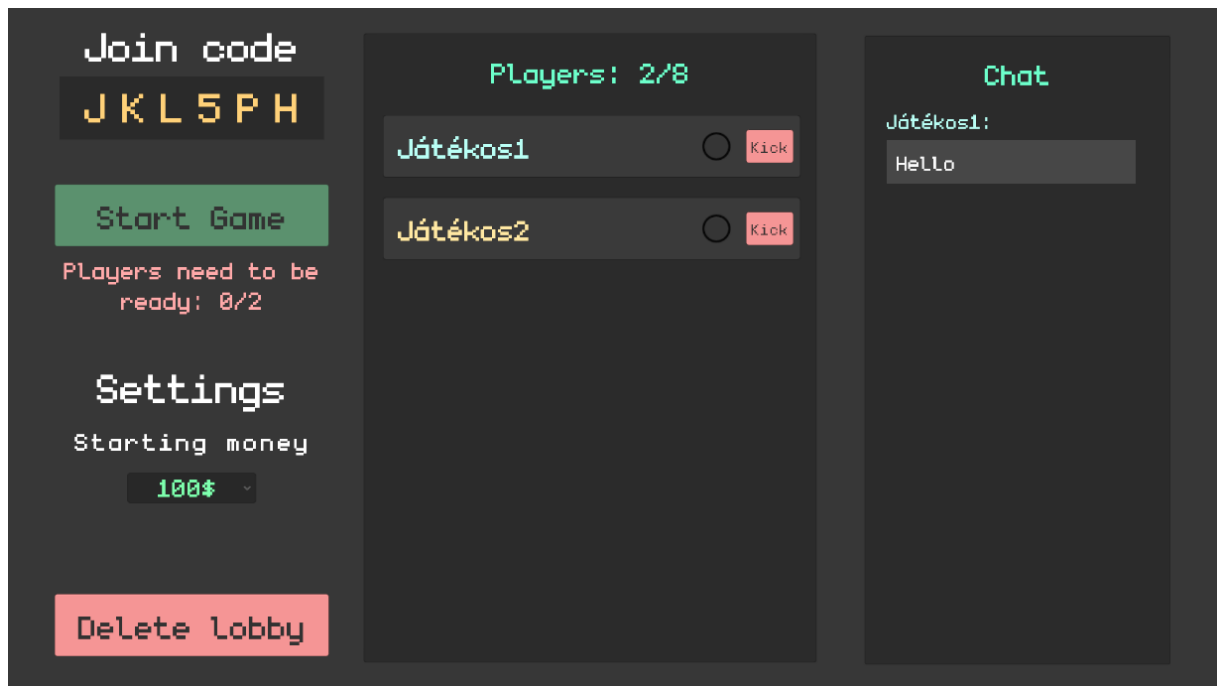 Join code
JKL5PH
Start Game
Players need to be
ready: 0/2
Settings
Starting money
100$
Delete lobby
Players: 2/8
Játékos1
Kick
Játékos2
Kick
Chat
Játékos1:
Hello